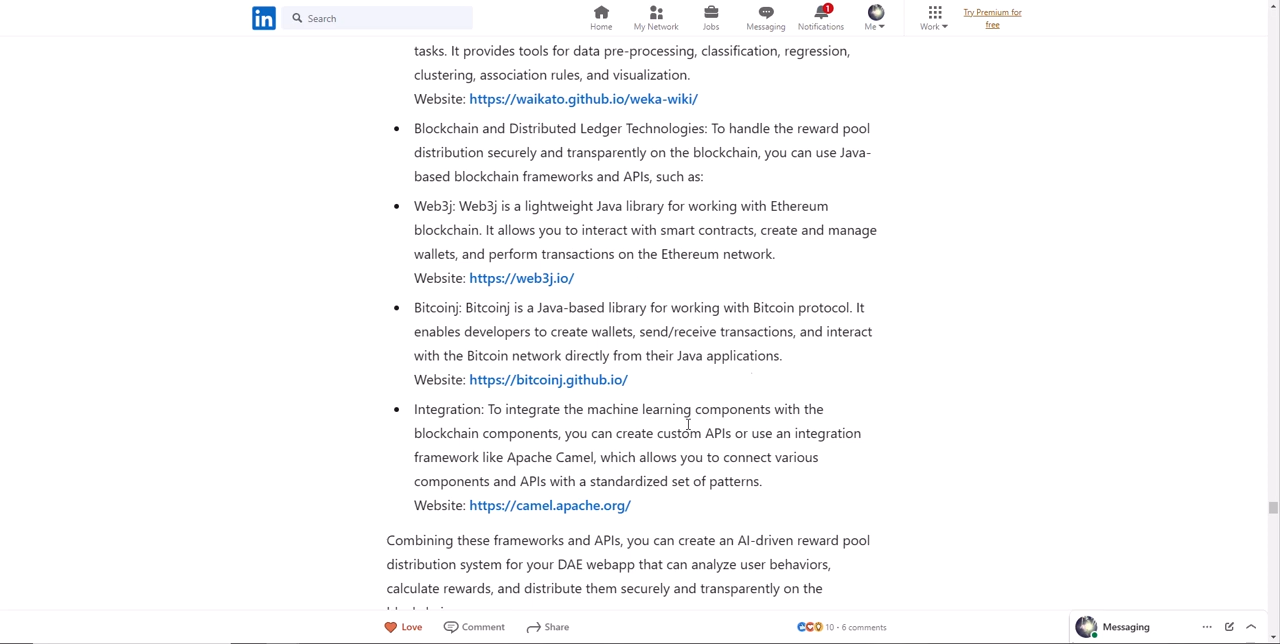 in
Search
Home
My Network
Jobs
Messaging
1
Notifications
Me
Work
Try Premium for
free
tasks. It provides tools for data pre-processing, classification, regression,
clustering, association rules, and visualization.
Website: https://waikato.github.io/weka-wiki/
• Blockchain and Distributed Ledger Technologies: To handle the reward pool
distribution securely and transparently on the blockchain, you can use Java-
based blockchain frameworks and APIs, such as:
• Web3j: Web3j is a lightweight Java library for working with Ethereum
blockchain. It allows you to interact with smart contracts, create and manage
wallets, and perform transactions on the Ethereum network.
Website: https://web3j.io/
• Bitcoinj: Bitcoinj is a Java-based library for working with Bitcoin protocol. It
enables developers to create wallets, send/receive transactions, and interact
with the Bitcoin network directly from their Java applications.
Website: https://bitcoinj.github.io/
• Integration: To integrate the machine learning components with the
blockchain components, you can create custom APIs or use an integration
framework like Apache Camel, which allows you to connect various
components and APIs with a standardized set of patterns.
Website: https://camel.apache.org/
Combining these frameworks and APIs, you can create an AI-driven reward pool
distribution system for your DAE webapp that can analyze user behaviors,
calculate rewards, and distribute them securely and transparently on the
Love
Comment
Share
10 · 6 comments
Messaging